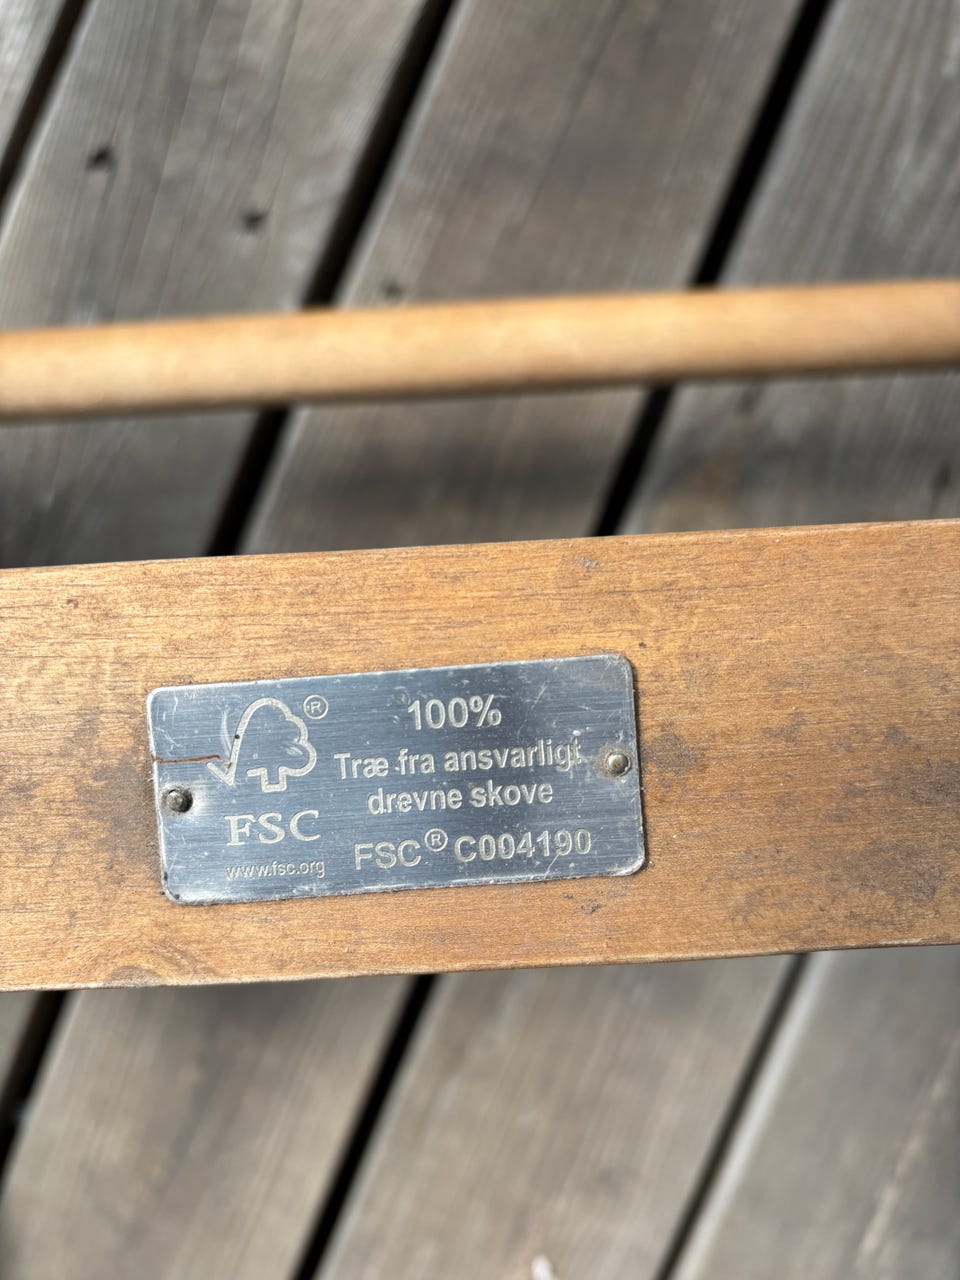 ®
FSC
www.fsc.org
100%
Træ fra ansvarligt
drevne skove
FSC® C004190